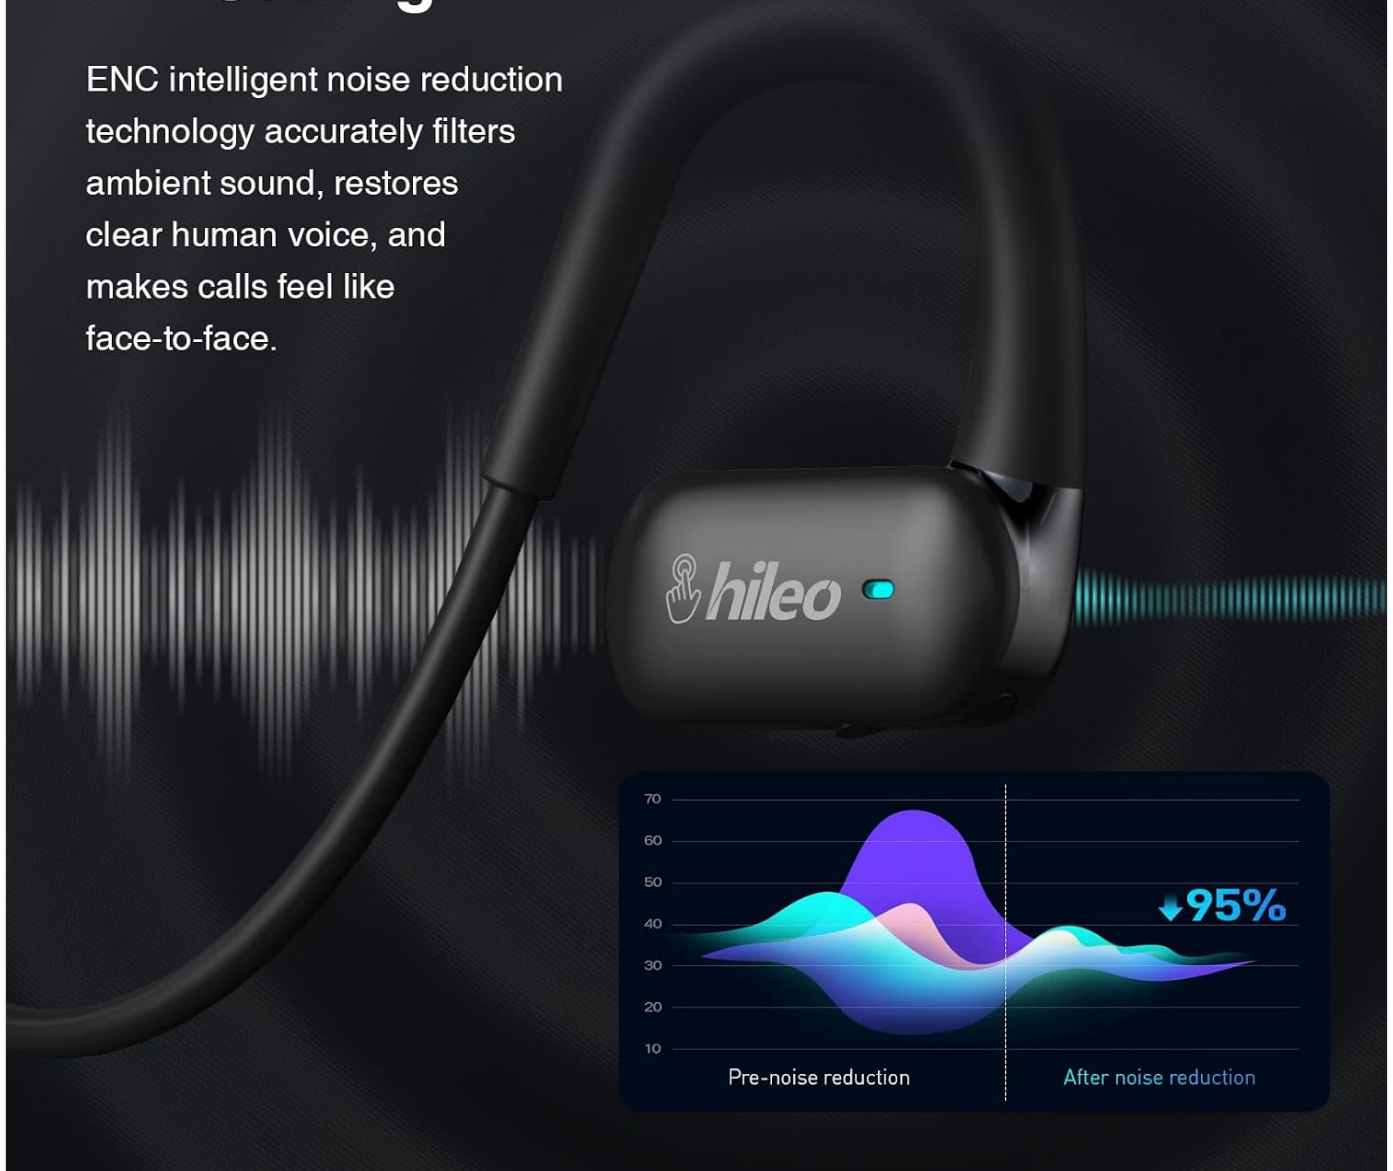 ENC intelligent noise reduction
technology accurately filters
ambient sound, restores
clear human voice, and
makes calls feel like
face-to-face.
hileo
70
60
50
40
30
20
10
95%
Pre-noise reduction
After noise reduction